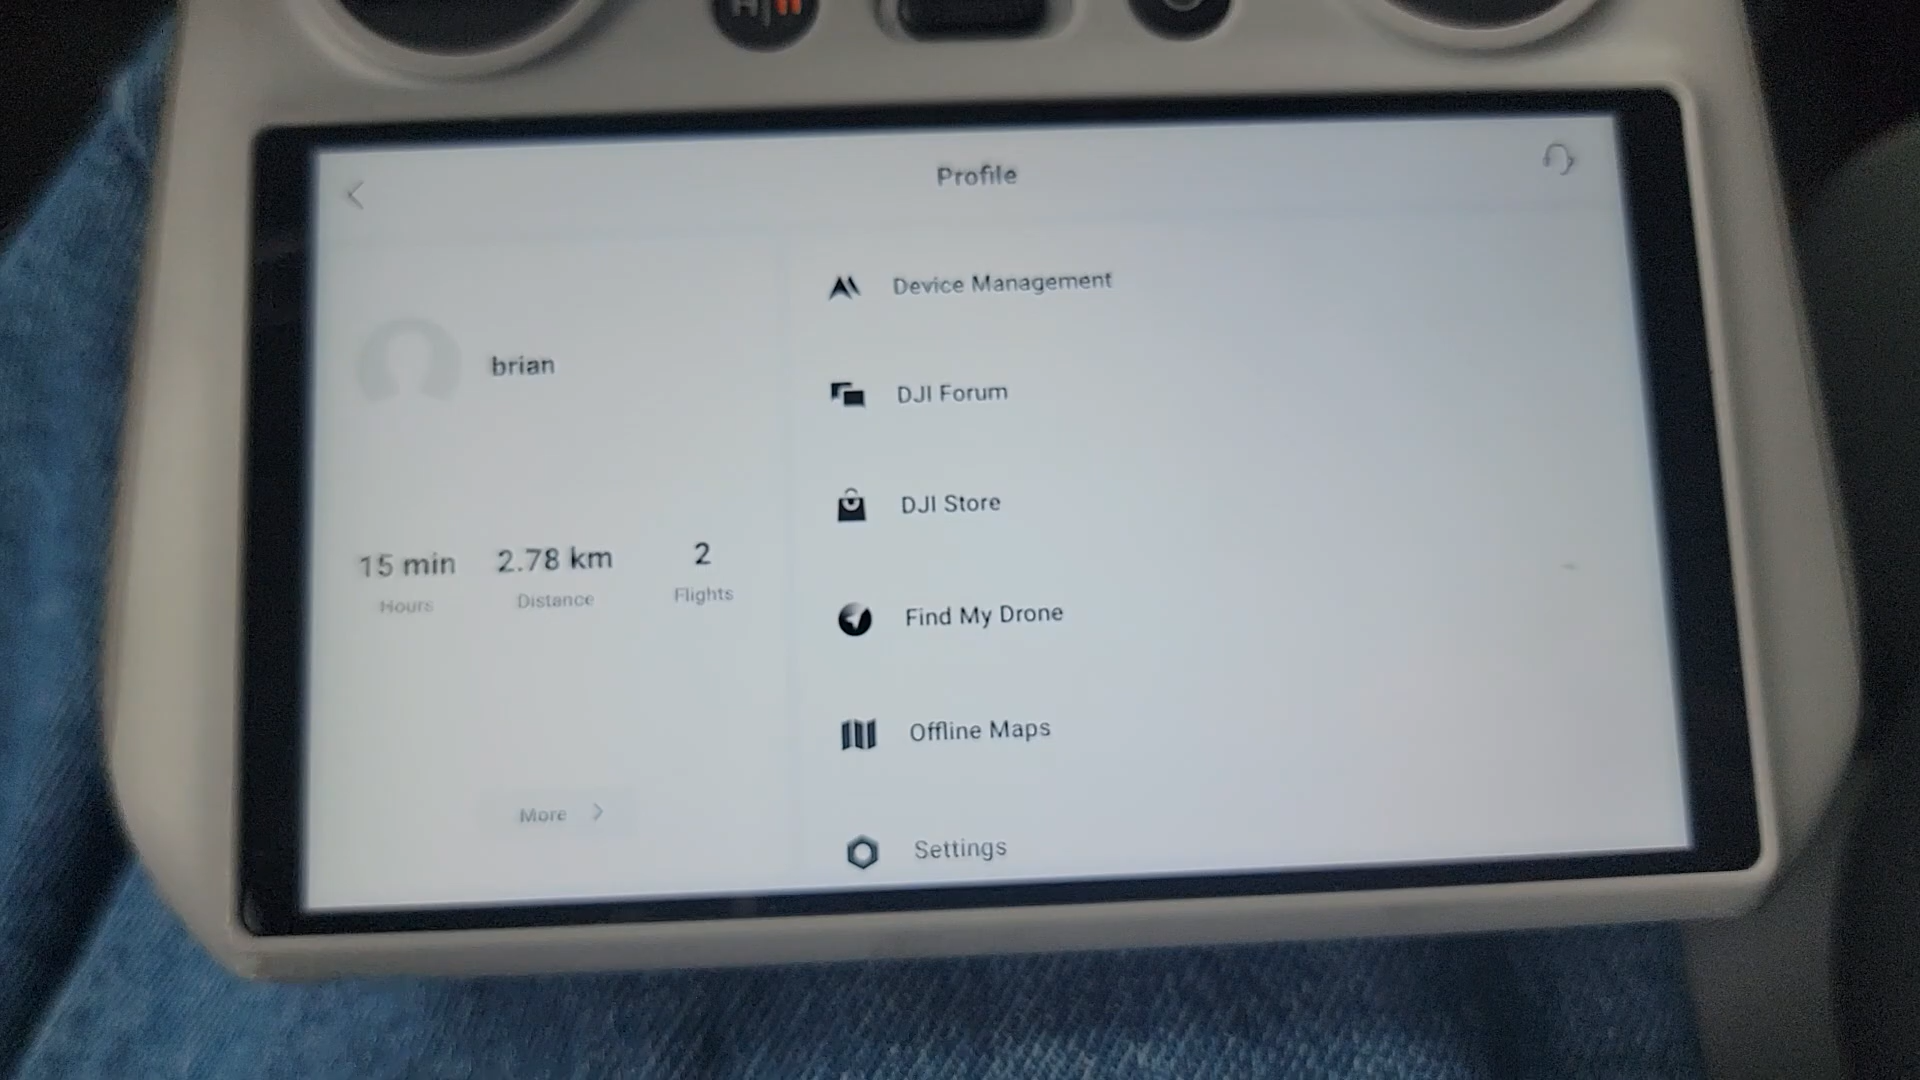 Profile
brian
15 min 2.78 km 2
Hours Distance Flights
More
Device Management
DJI Forum
DJI Store
Find My Drone
Offline Maps
Settings